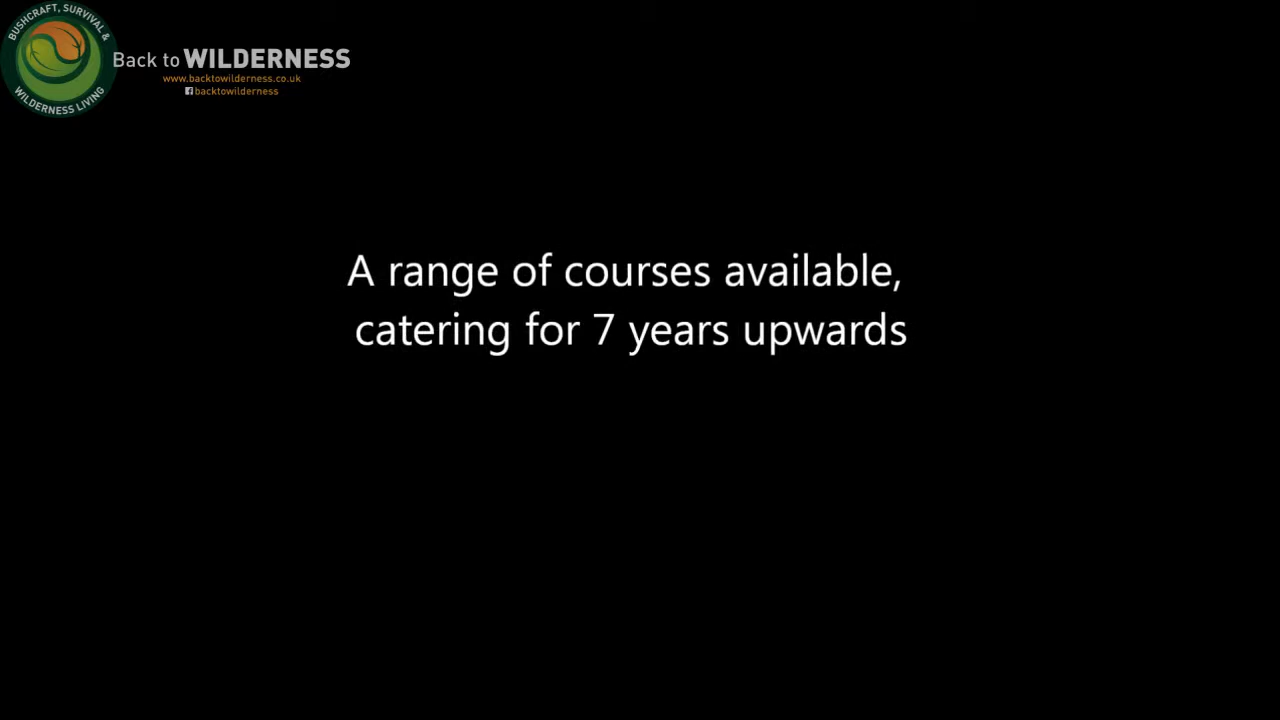 BUSHCRAFT, SURVIVAL &
WILDERNESS LIVING
Back to WILDERNESS
www.backtowilderness.co.uk
backtowilderness
A range of courses available,
catering for 7 years upwards